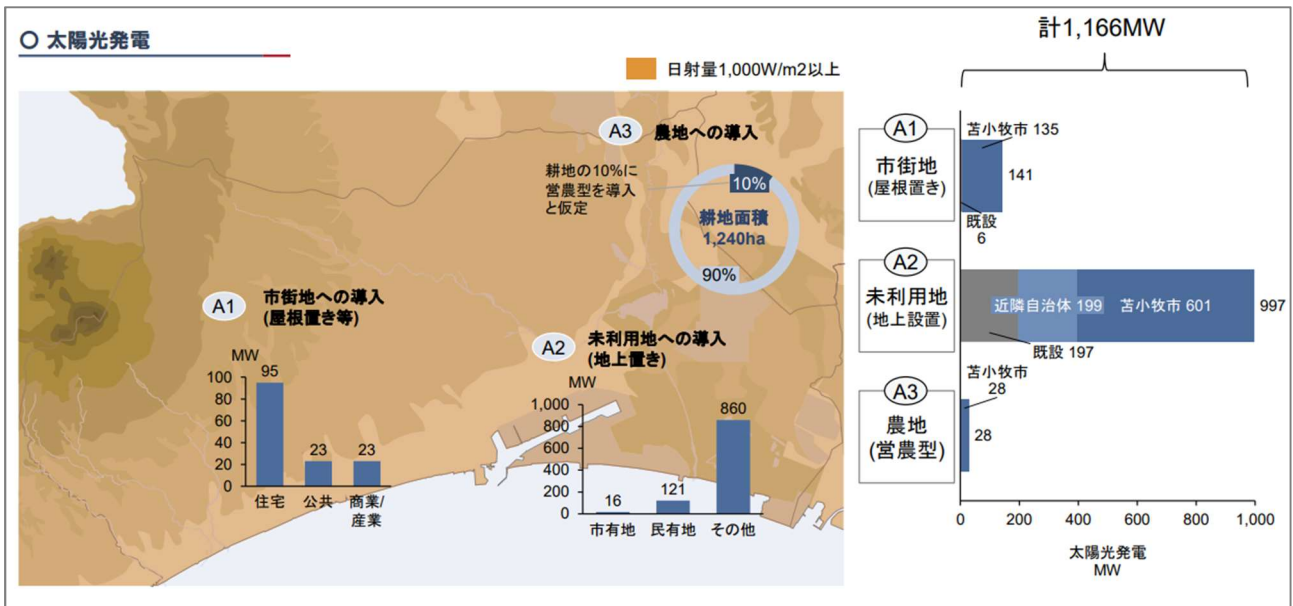 〇 太陽光発電
日射量1,000W/m2以上
A3
農地への導入
耕地の10%に
営農型を導入
と仮定
10%
耕地面積
1,240ha
90%
A1
市街地への導入
(屋根置き等)
MW
100
80
60
40
20
0
95
23
23
住宅
公共
商業/
産業
A2
未利用地への導入
(地上置き)
MW
1,000
800
600
400
200
0
16
121
860
市有地
民有地
その他
計1,166MW
A1
市街地
(屋根置き)
苫小牧市 135
141
既設
6
A2
未利用地
(地上設置)
近隣自治体 199
苫小牧市 601
997
既設 197
A3
農地
(営農型)
苫小牧市
28
28
0
200
400
600
800
1,000
太陽光発電
MW